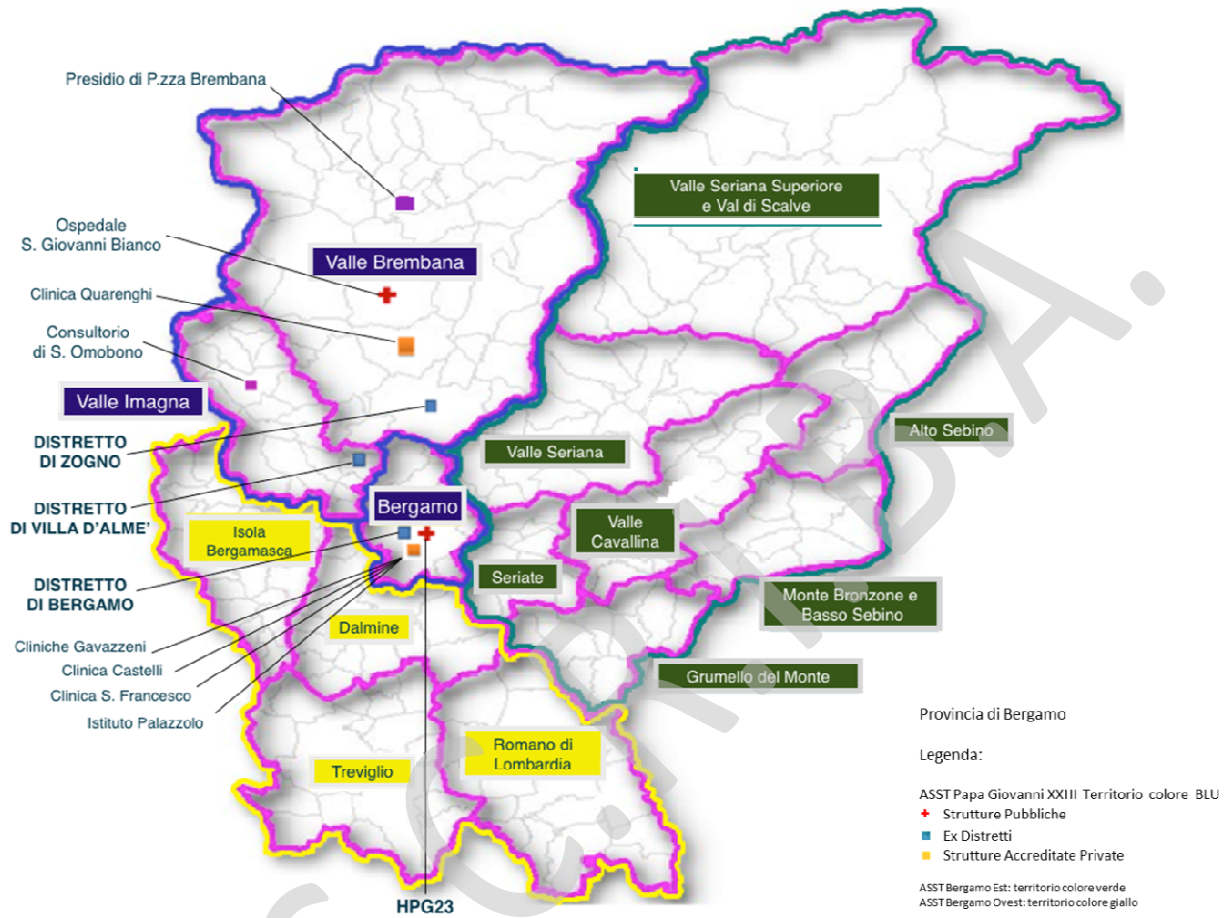 Presidio di P.zza Brembana
Valle Seriana Superiore
e Val di Scalve
Ospedale
S. Giovanni Bianco
Valle Brembana
Clinica Quarenghi
Consultorio
di S. Omobono
Valle Imagna
Alto Sebino
DISTRETTO
DI ZOGNO
Valle Seriana
DISTRETTO
DI VILLA D'ALME'
Bergamo
Isola
Bergamasca
Valle
Cavallina
DISTRETTO
DI BERGAMO
Seriate
Monte Bronzone e
Basso Sebino
Dalmine
Cliniche Gavazzeni
Clinica Castelli
Clinica S. Francesco
Istituto Palazzolo
Grumello del Monte
Romano di
Lombardia
Treviglio
HPG23
Provincia di Bergamo
Legenda:
ASST Papa Giovanni XXIII Territorio colore BLU
Strutture Pubbliche
Ex Distretti
Strutture Accreditate Private
ASST Bergamo Est: territorio colore verde
ASST Bergamo Ovest: territorio colore giallo